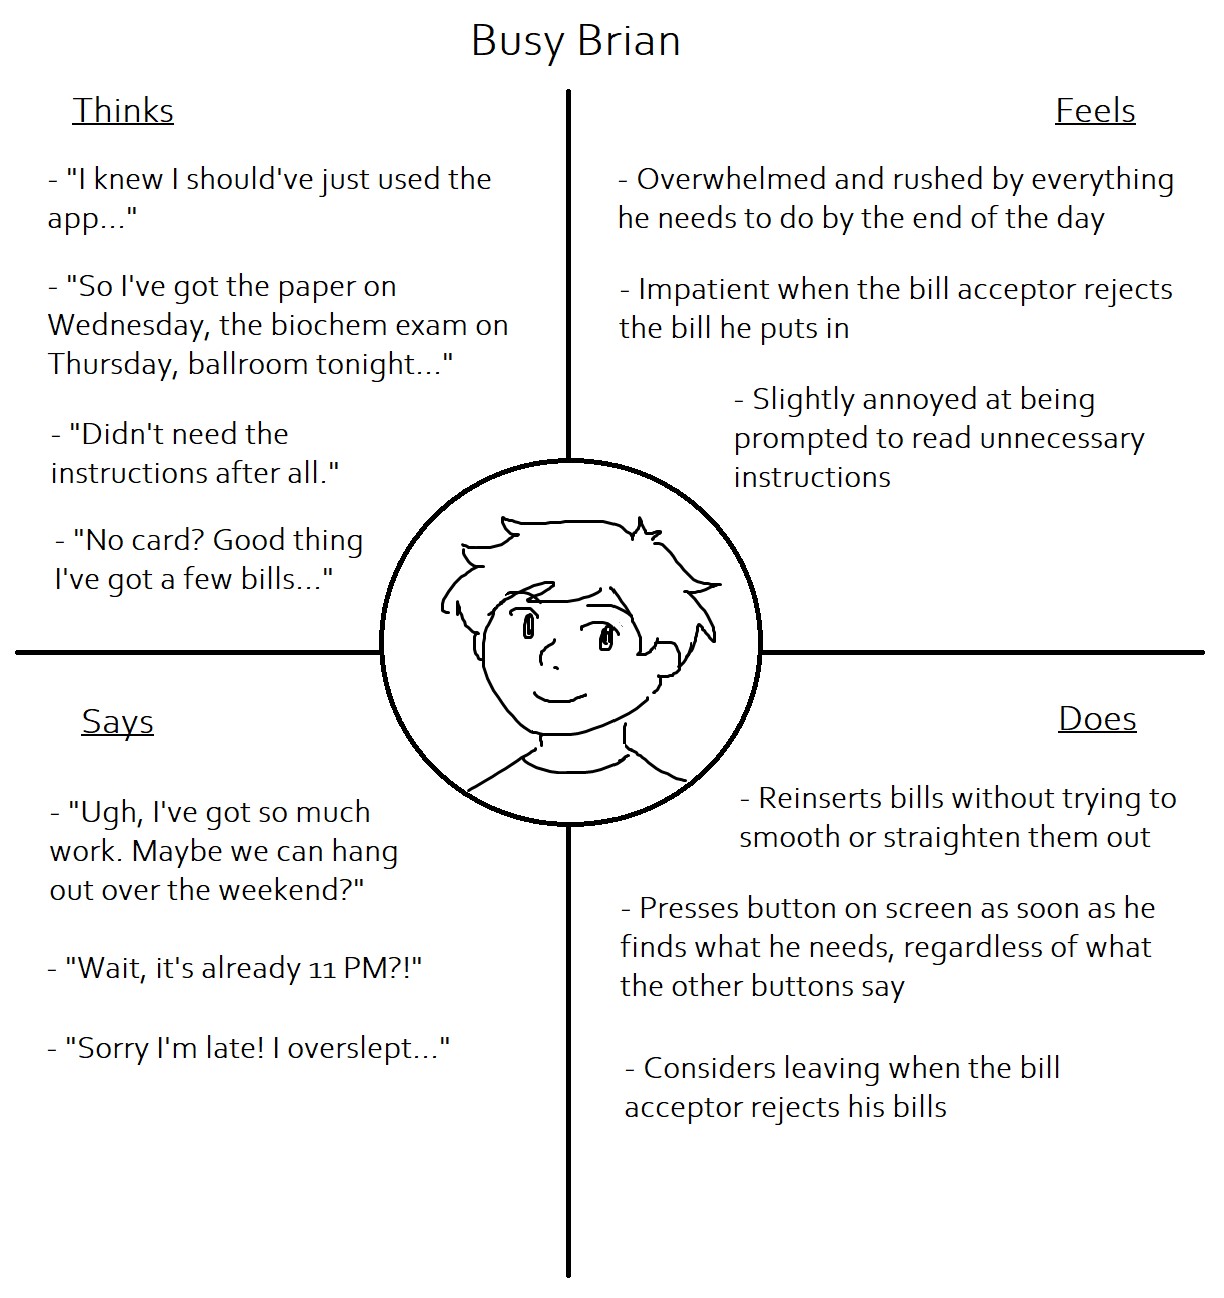 Busy Brian
Thinks
- "I knew I should've just used the
app..."
- "So I've got the paper on
Wednesday, the biochem exam on
Thursday, ballroom tonight..."
- "Didn't need the
instructions after all."
- "No card? Good thing
I've got a few bills..."
Feels
- Overwhelmed and rushed by everything
he needs to do by the end of the day
- Impatient when the bill acceptor rejects
the bill he puts in
- Slightly annoyed at being
prompted to read unnecessary
instructions
Says
- "Ugh, I've got so much
work. Maybe we can hang
out over the weekend?"
- "Wait, it's already 11 PM?!"
- "Sorry I'm late! I overslept..."
Does
- Reinserts bills without trying to
smooth or straighten them out
- Presses button on screen as soon as he
finds what he needs, regardless of what
the other buttons say
- Considers leaving when the bill
acceptor rejects his bills